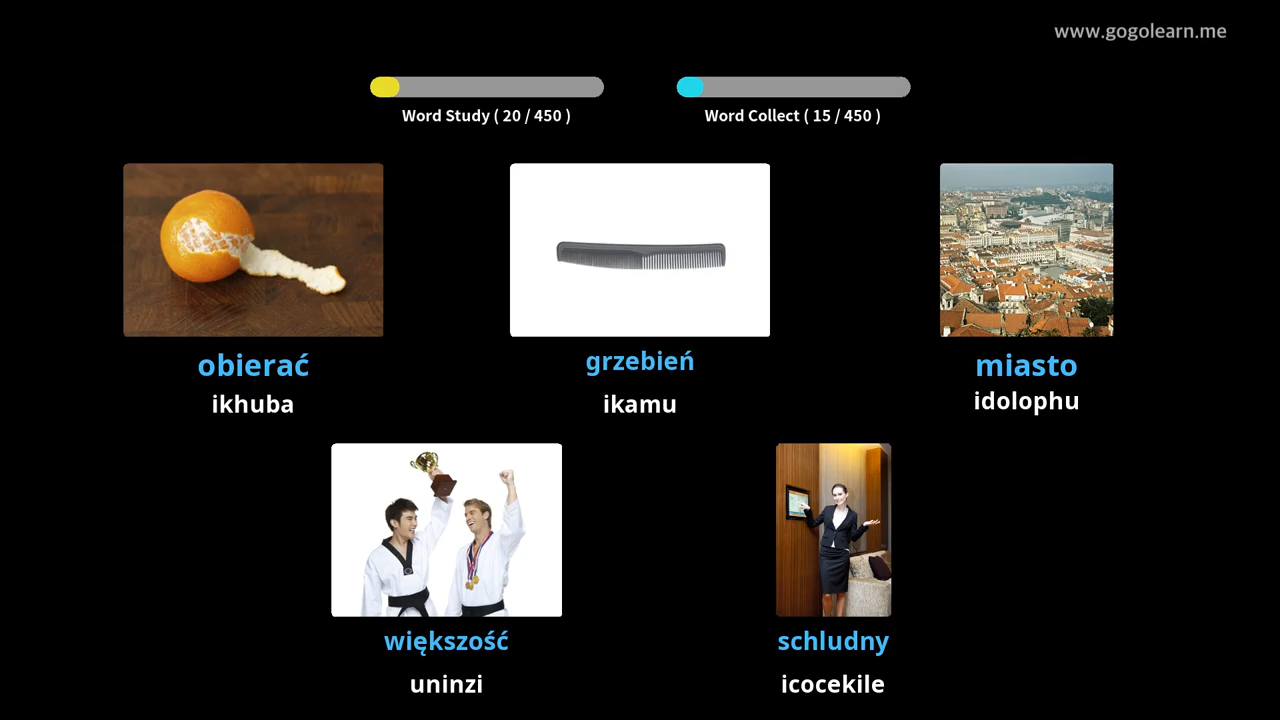 www.gogolearn.me
Word Study ( 20 / 450 )
Word Collect ( 15 / 450 )
obierać
ikhuba
grzebień
ikamu
miasto
idolophu
większość
uninzi
schludny
icocekile